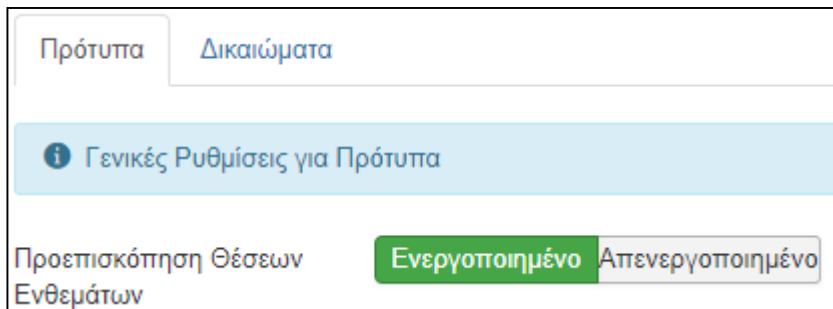 Πρότυπα Δικαιώματα
Γενικές Ρυθμίσεις για Πρότυπα
Προεπισκόπηση Θέσεων Ενθεμάτων
Ενεργοποιημένο Απενεργοποιημένο